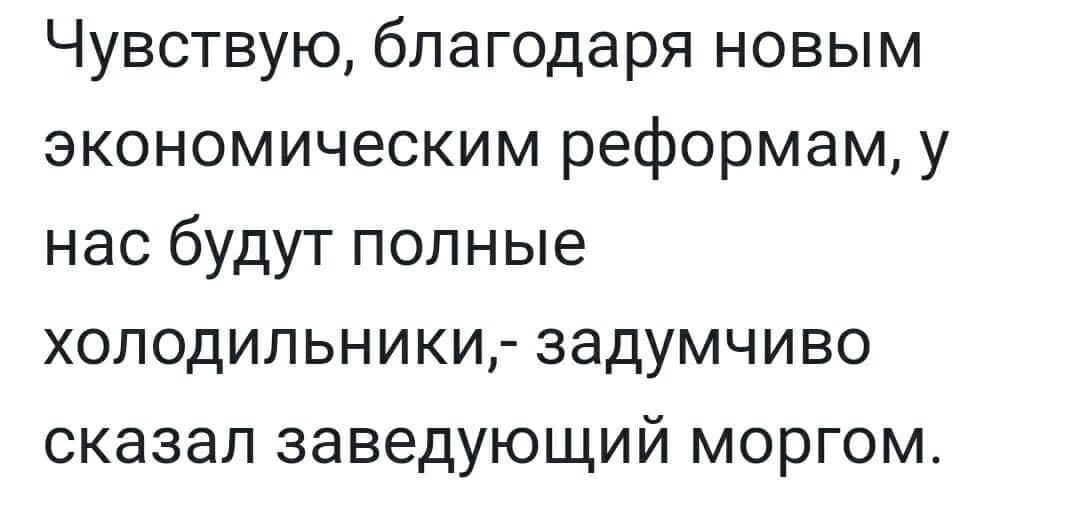 Чувствую, благодаря новым
экономическим реформам, у
нас будут полные
холодильники,- задумчиво
сказал заведующий моргом.